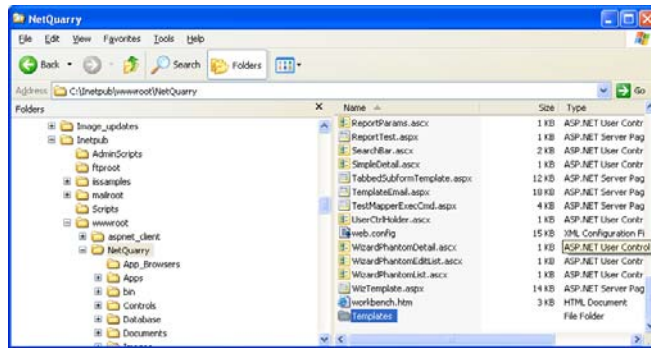 NetQuarry
File Edit View Favorites Tools Help
Back Search Folders
Address C:\Inetpub\wwwroot\NetQuarry Go
Folders X
Image_updates
Inetpub
AdminScripts
ftproot
iissamples
mailroot
Scripts
wwwroot
aspnet_client
NetQuarry
App_Browsers
Apps
bin
Controls
Database
Documents
Name Size Type
ReportParams.ascx 1 KB ASP.NET User Contr
ReportTest.aspx 1 KB ASP.NET Server Pag
SearchBar.ascx 2 KB ASP.NET User Contr
SimpleDetail.ascx 1 KB ASP.NET User Contr
TabbedSubformTemplate.aspx 12 KB ASP.NET Server Pag
TemplateEmail.aspx 18 KB ASP.NET Server Pag
TestMapperExecCmd.aspx 4 KB ASP.NET Server Pag
UserCtrlHolder.ascx 1 KB ASP.NET User Contr
web.config 15 KB XML Configuration Fi
WizardPhantomDetail.ascx 1 KB ASP.NET User Control
WizardPhantomEditList.ascx 1 KB ASP.NET User Contr
WizardPhantomList.ascx 1 KB ASP.NET User Contr
WizTemplate.aspx 14 KB ASP.NET Server Pag
workbench.htm 3 KB HTML Document
Templates File Folder